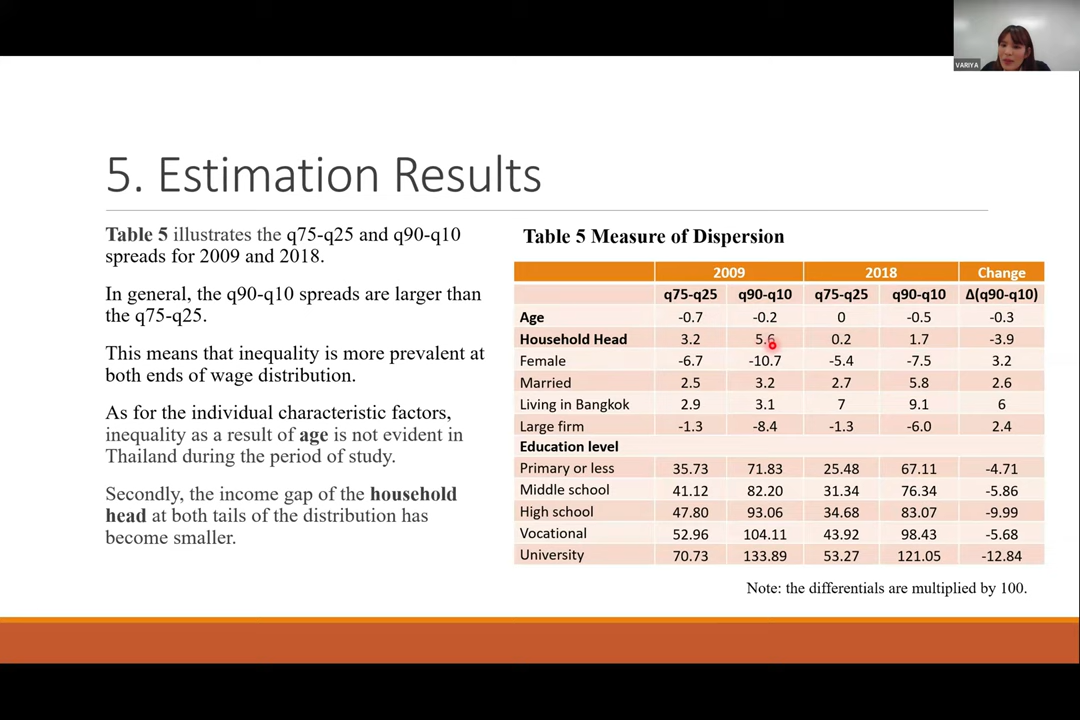 VARIYA
5. Estimation Results
Table 5 illustrates the q75-q25 and q90-q10
spreads for 2009 and 2018.
In general, the q90-q10 spreads are larger than
the q75-q25.
This means that inequality is more prevalent at
both ends of wage distribution.
As for the individual characteristic factors,
inequality as a result of age is not evident in
Thailand during the period of study.
Secondly, the income gap of the household
head at both tails of the distribution has
become smaller.
Table 5 Measure of Dispersion
2009 2018 Change
q75-q25 q90-q10 q75-q25 q90-q10 Δ(q90-q10)
Age -0.7 -0.2 0 -0.5 -0.3
Household Head 3.2 5.6 0.2 1.7 -3.9
Female -6.7 -10.7 -5.4 -7.5 3.2
Married 2.5 3.2 2.7 5.8 2.6
Living in Bangkok 2.9 3.1 7 9.1 6
Large firm -1.3 -8.4 -1.3 -6.0 2.4
Education level
Primary or less 35.73 71.83 25.48 67.11 -4.71
Middle school 41.12 82.20 31.34 76.34 -5.86
High school 47.80 93.06 34.68 83.07 -9.99
Vocational 52.96 104.11 43.92 98.43 -5.68
University 70.73 133.89 53.27 121.05 -12.84
Note: the differentials are multiplied by 100.